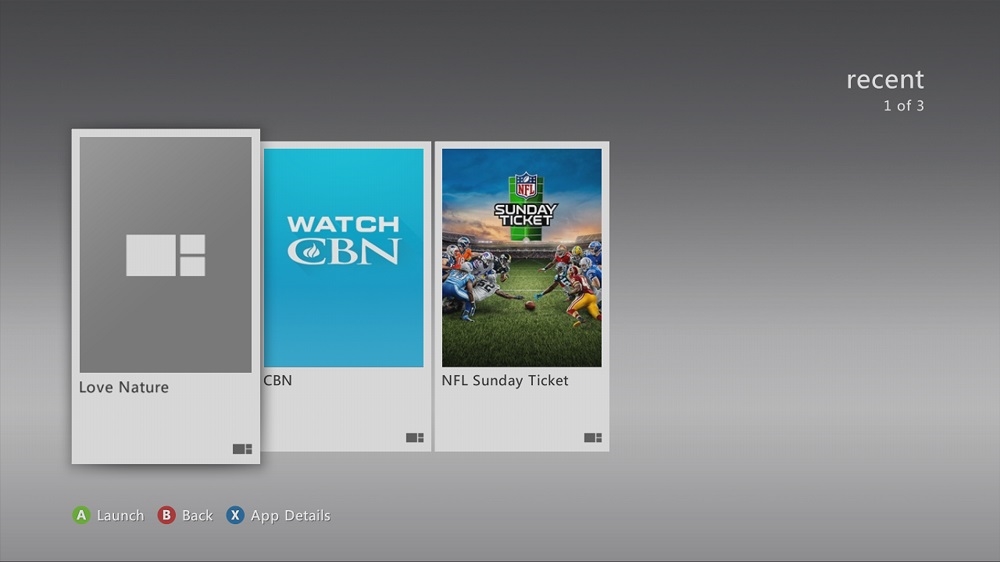 recent
1 of 3
WATCH
CBN
NFL
SUNDAY
TICKET
Love Nature
CBN
NFL Sunday Ticket
A Launch B Back X App Details